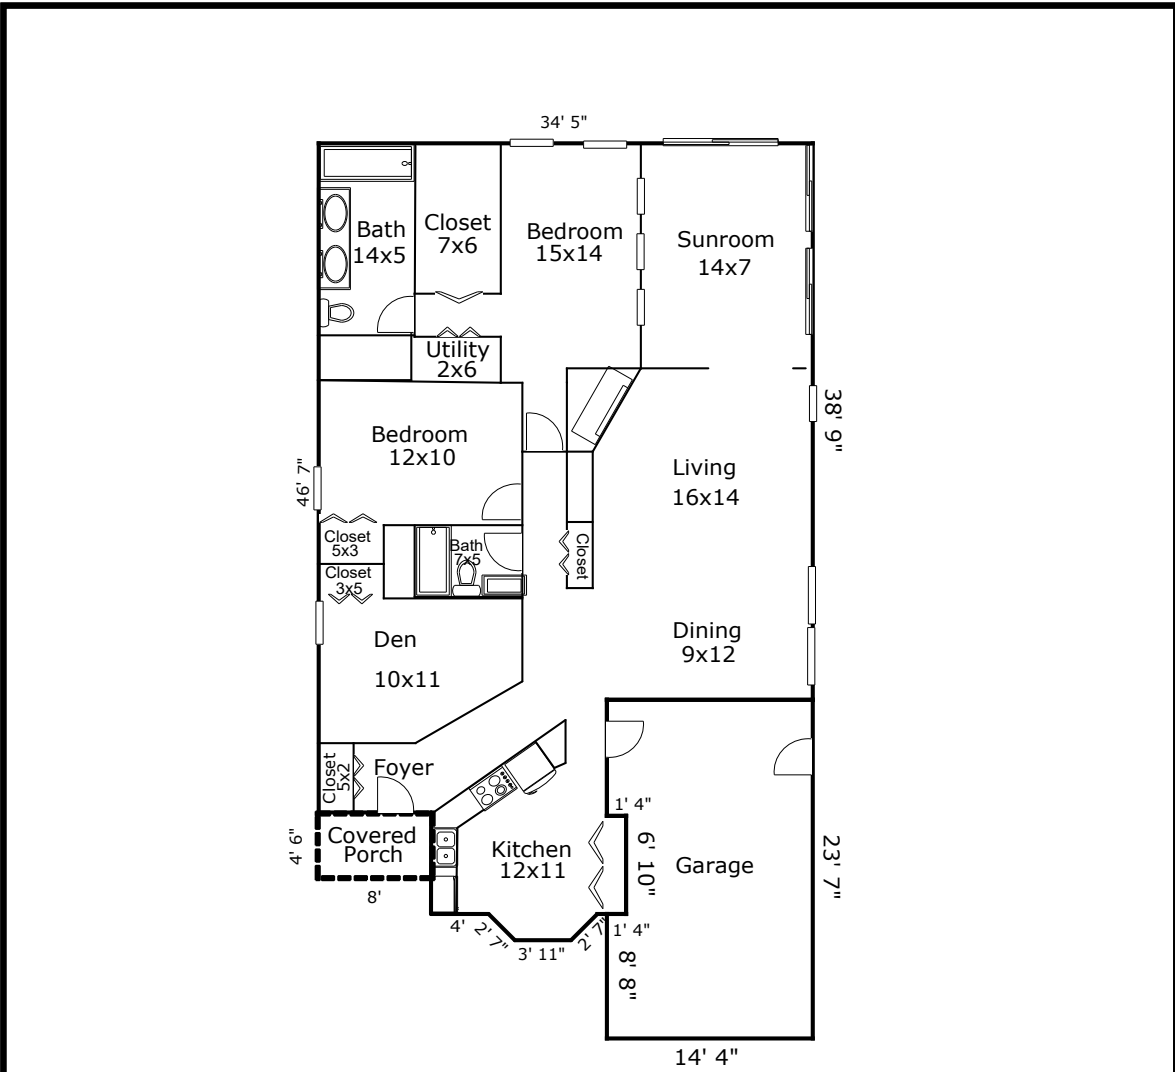 34' 5"
Bath
14x5
Closet
7x6
Bedroom
15x14
Sunroom
14x7
Utility
2x6
38' 9"
Bedroom
12x10
Living
16x14
46' 7"
Closet
5x3
Bath
7x5
Closet
Closet
3x5
Den
10x11
Dining
9x12
Closet
5x2
Foyer
1' 4"
4' 6"
Covered
Porch
Kitchen
12x11
6' 10"
Garage
23' 7"
8'
4'
2' 7"
3' 11"
2' 7"
1' 4"
8' 8"
14' 4"